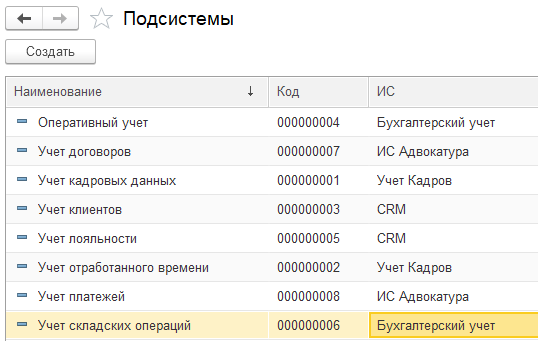 Подсистемы
Создать
Наименование ↓ Код ИС
Оперативный учет 000000004 Бухгалтерский учет
Учет договоров 000000007 ИС Адвокатура
Учет кадровых данных 000000001 Учет Кадров
Учет клиентов 000000003 CRM
Учет лояльности 000000005 CRM
Учет отработанного времени 000000002 Учет Кадров
Учет платежей 000000008 ИС Адвокатура
Учет складских операций 000000006 Бухгалтерский учет